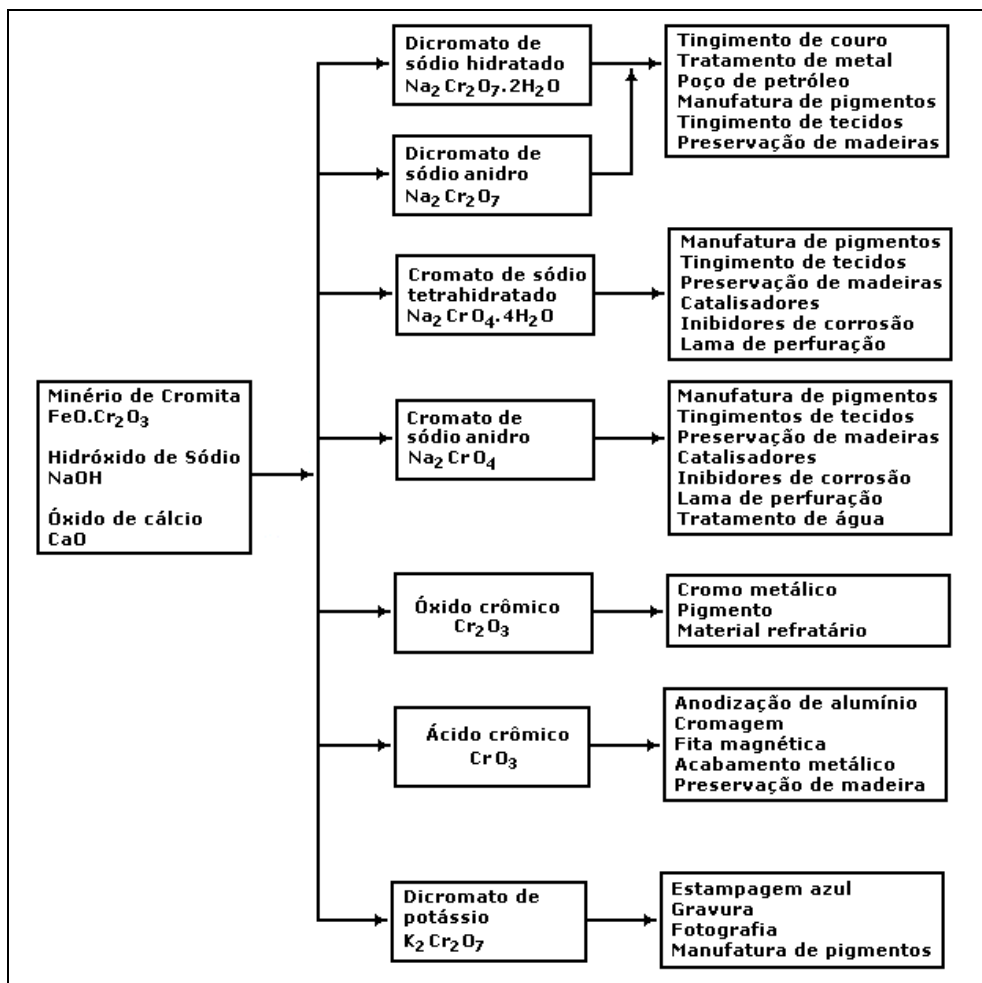 Minério de Cromita
FeO.Cr₂O₃
Hidróxido de Sódio
NaOH
Óxido de cálcio
CaO
Dicromato de
sódio hidratado
Na₂Cr₂O₇.2H₂O
Dicromato de
sódio anidro
Na₂Cr₂O₇
Tingimento de couro
Tratamento de metal
Poço de petróleo
Manufatura de pigmentos
Tingimento de tecidos
Preservação de madeiras
Cromato de sódio
tetrahidratado
Na₂CrO₄.4H₂O
Manufatura de pigmentos
Tingimento de tecidos
Preservação de madeiras
Catalisadores
Inibidores de corrosão
Lama de perfuração
Cromato de
sódio anidro
Na₂CrO₄
Manufatura de pigmentos
Tingimentos de tecidos
Preservação de madeiras
Catalisadores
Inibidores de corrosão
Lama de perfuração
Tratamento de água
Óxido crômico
Cr₂O₃
Cromo metálico
Pigmento
Material refratário
Ácido crômico
CrO₃
Anodização de alumínio
Cromagem
Fita magnética
Acabamento metálico
Preservação de madeira
Dicromato de
potássio
K₂Cr₂O₇
Estampagem azul
Gravura
Fotografia
Manufatura de pigmentos